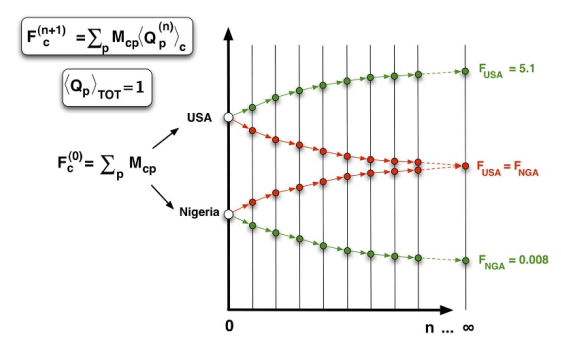 F_c^(n+1) = ∑_p M_cp ⟨Q_p^(n)⟩_c
⟨Q_p⟩_TOT = 1
F_c^(0) = ∑_p M_cp
USA
Nigeria
F_USA = 5.1
F_USA = F_NGA
F_NGA = 0.008
0
n ... ∞